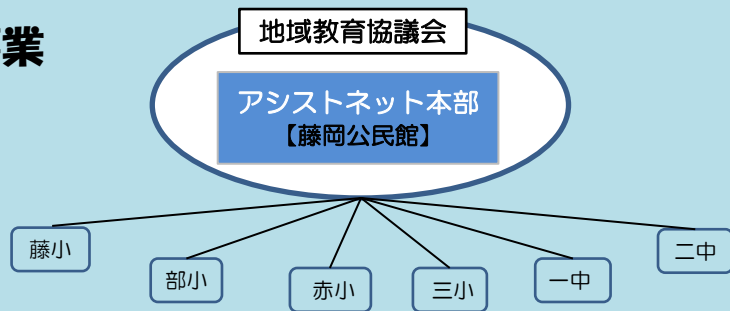 業
地域教育協議会
アシストネット本部
【藤岡公民館】
藤小
部小
赤小
三小
一中
二中